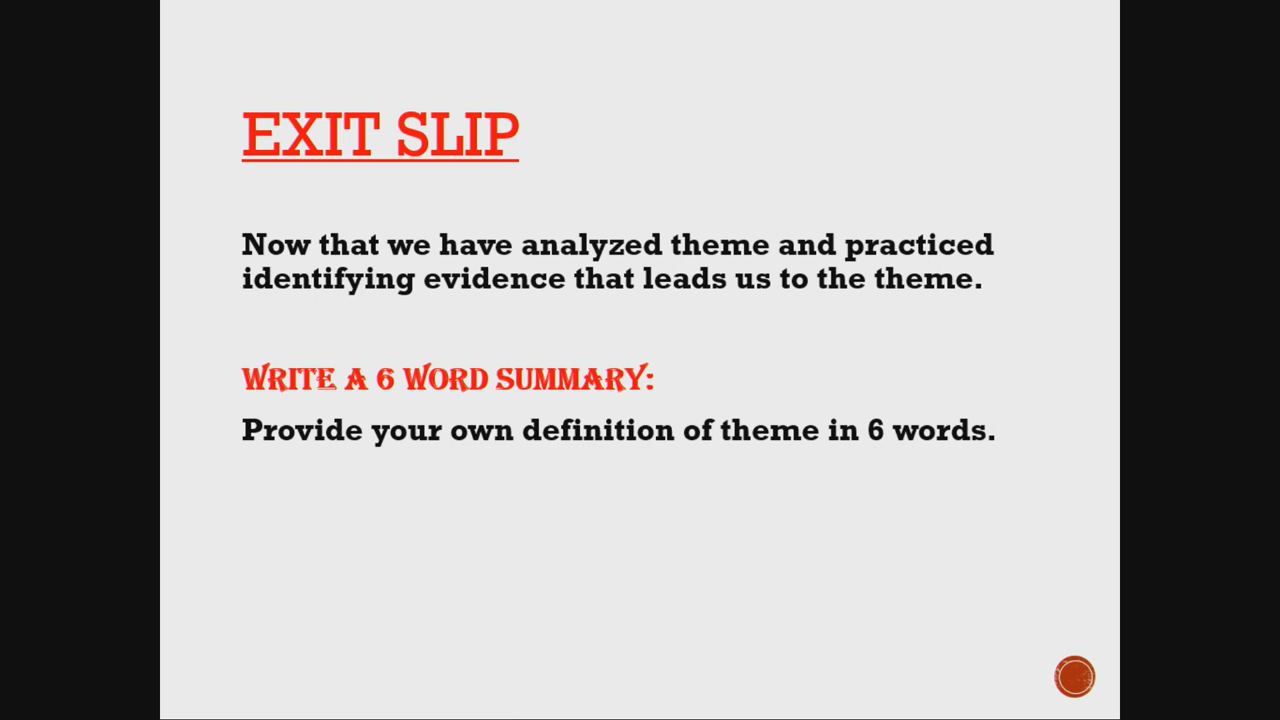 EXIT SLIP
Now that we have analyzed theme and practiced
identifying evidence that leads us to the theme.
WRITE A 6 WORD SUMMARY:
Provide your own definition of theme in 6 words.